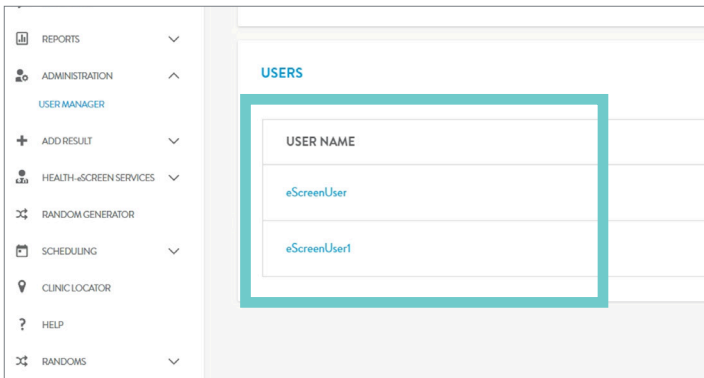 REPORTS
ADMINISTRATION
USER MANAGER
ADD RESULT
HEALTH-eSCREEN SERVICES
RANDOM GENERATOR
SCHEDULING
CLINIC LOCATOR
? HELP
RANDOMS
USERS
USER NAME
eScreenUser
eScreenUser1